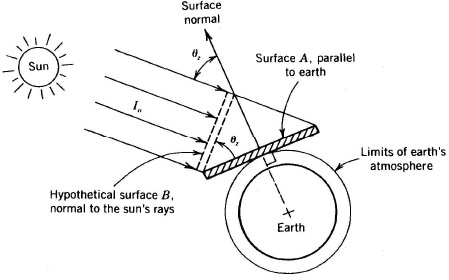 Surface
normal
θz
Sun
Surface A, parallel
to earth
Io
θz
Limits of earth's
atmosphere
Hypothetical surface B,
normal to the sun's rays
Earth